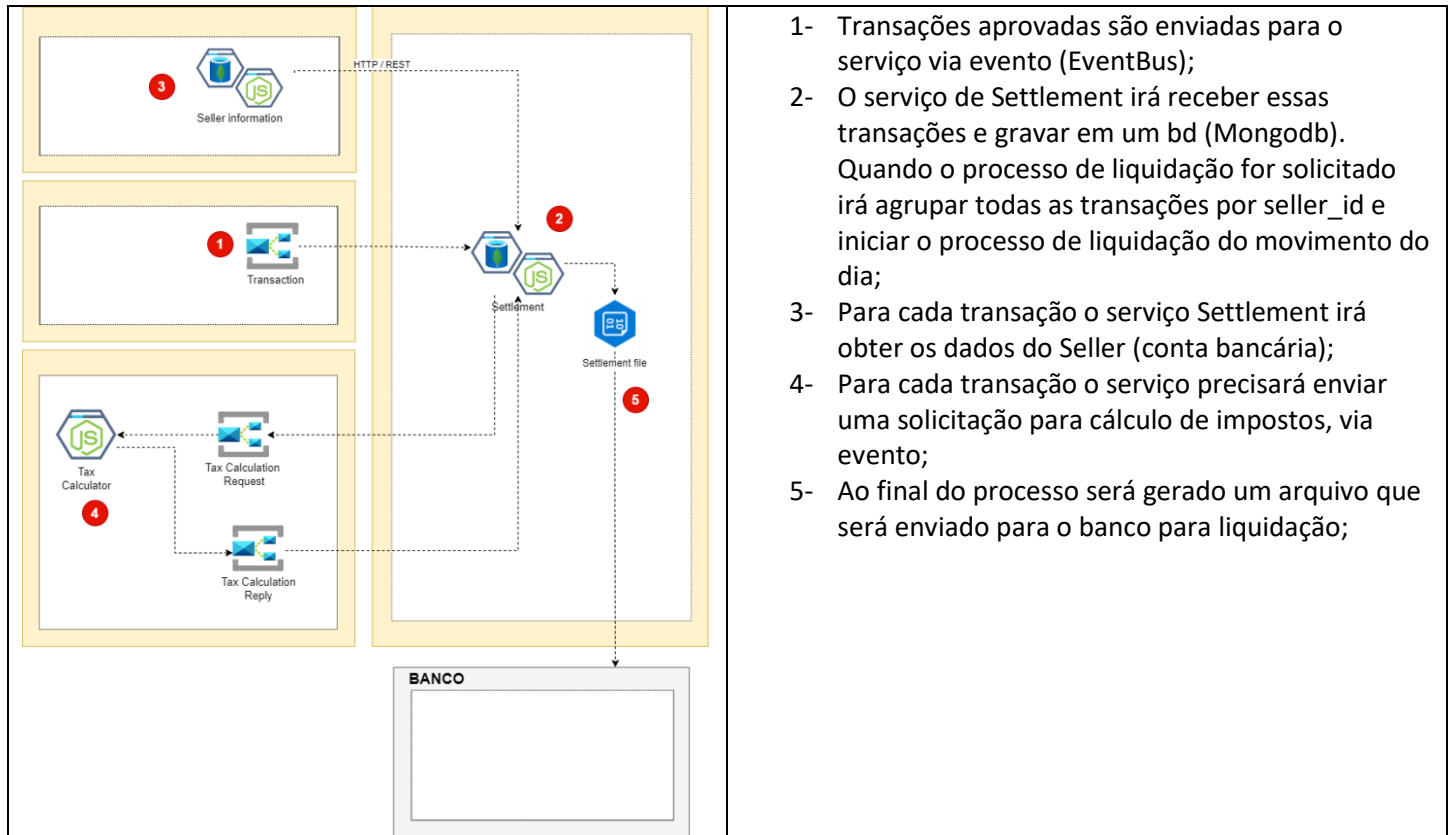 HTTP / REST
3
Seller information
1
Transaction
2
Settlement
Settlement file
5
Tax
Calculator
4
Tax Calculation
Request
Tax Calculation
Reply
BANCO
1- Transações aprovadas são enviadas para o
serviço via evento (EventBus);
2- O serviço de Settlement irá receber essas
transações e gravar em um bd (Mongodb).
Quando o processo de liquidação for solicitado
irá agrupar todas as transações por seller_id e
iniciar o processo de liquidação do movimento do
dia;
3- Para cada transação o serviço Settlement irá
obter os dados do Seller (conta bancária);
4- Para cada transação o serviço precisará enviar
uma solicitação para cálculo de impostos, via
evento;
5- Ao final do processo será gerado um arquivo que
será enviado para o banco para liquidação;
JS
JS
JS
10
01